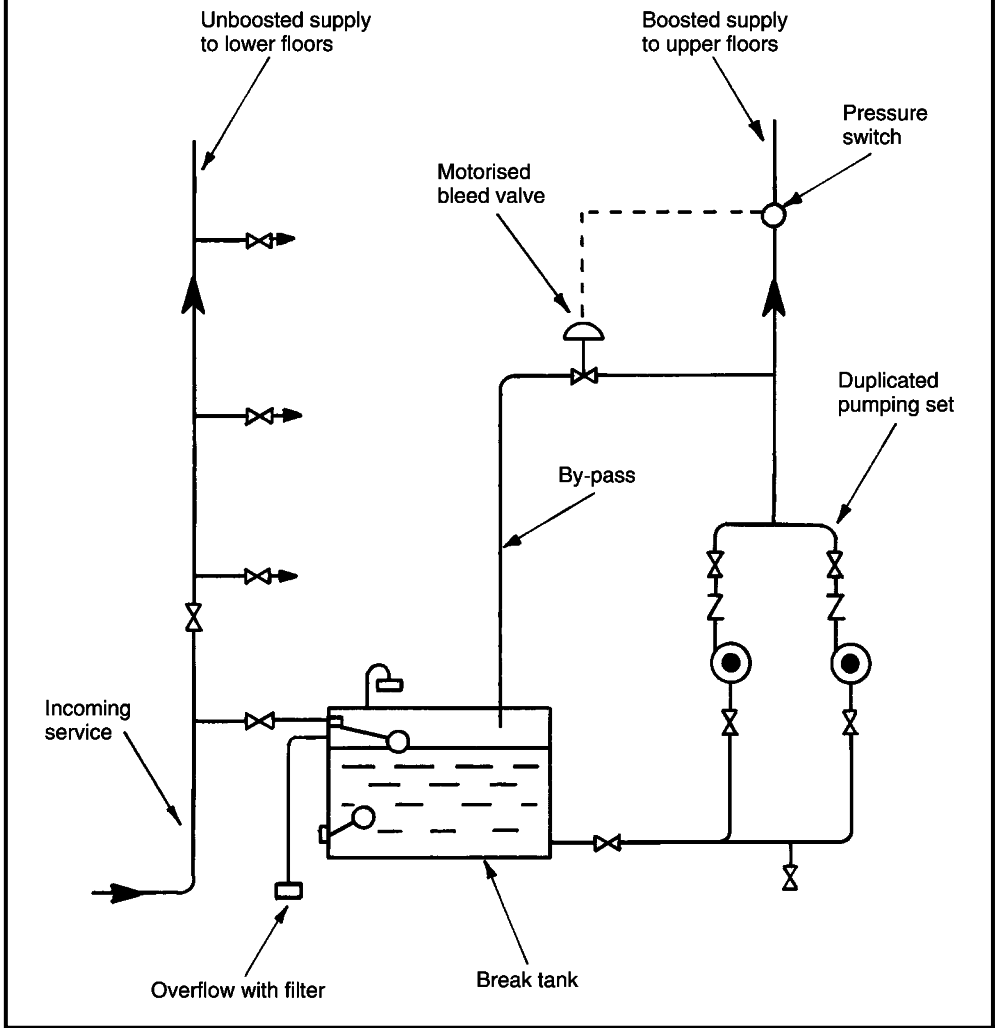 Unboosted supply
to lower floors
Boosted supply
to upper floors
Pressure
switch
Motorised
bleed valve
Duplicated
pumping set
By-pass
Incoming
service
Overflow with filter
Break tank